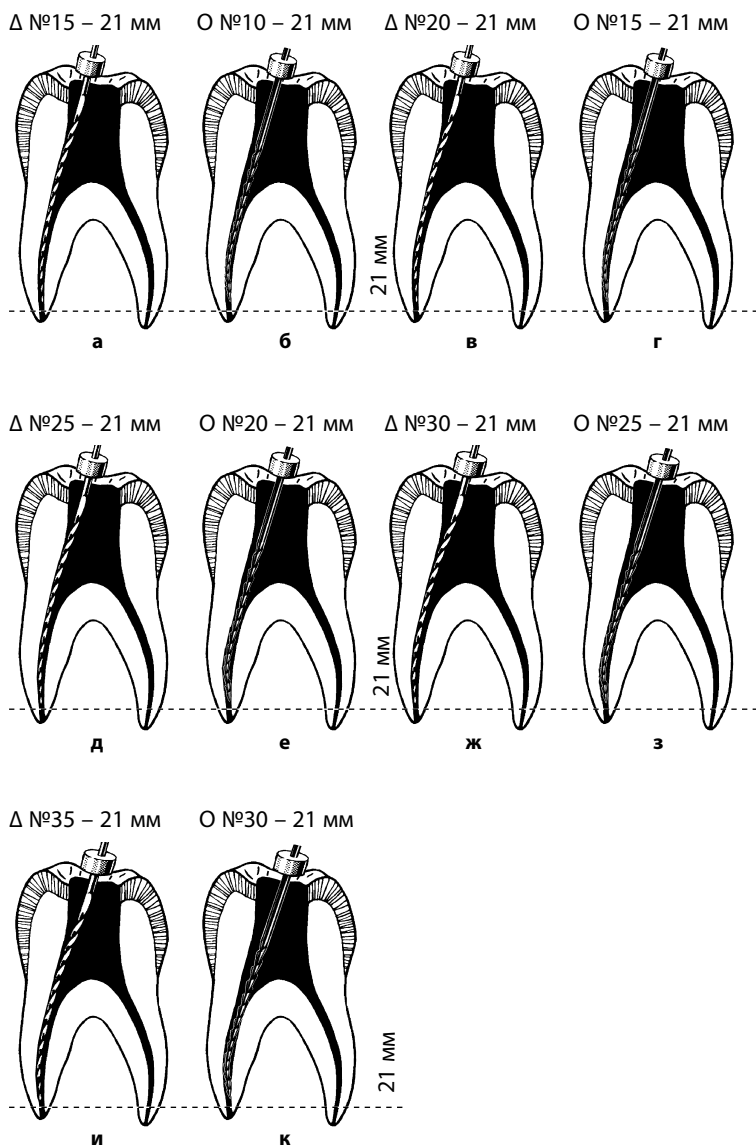 Δ №15 – 21 мм О №10 – 21 мм Δ №20 – 21 мм О №15 – 21 мм
21 мм
а б в г
Δ №25 – 21 мм О №20 – 21 мм Δ №30 – 21 мм О №25 – 21 мм
21 мм
д е ж з
Δ №35 – 21 мм О №30 – 21 мм
21 мм
и к